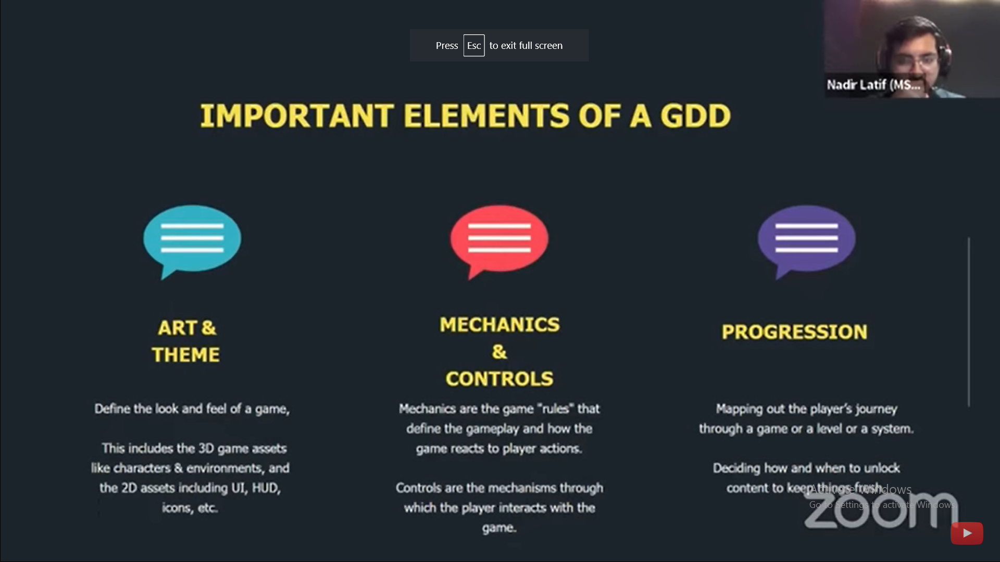 Press Esc to exit full screen
Nadir Latif (MS...
IMPORTANT ELEMENTS OF A GDD
ART &
THEME
Define the look and feel of a game,
This includes the 3D game assets
like characters & environments, and
the 2D assets including UI, HUD,
icons, etc.
MECHANICS
&
CONTROLS
Mechanics are the game "rules" that
define the gameplay and how the
game reacts to player actions.
Controls are the mechanisms through
which the player interacts with the
game.
PROGRESSION
Mapping out the player's journey
through a game or a level or a system.
Deciding how and when to unlock
content to keep things fresh
Activate Windows
Go to Settings to activate Windows.
zoom